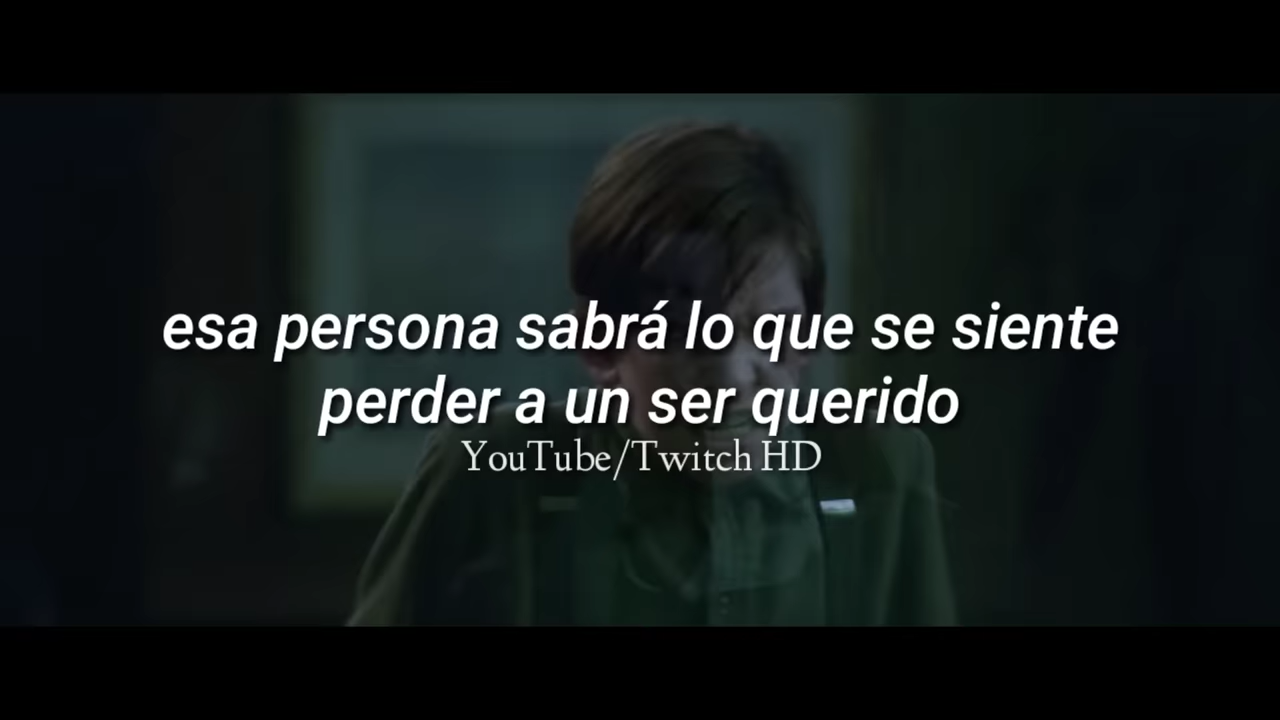 esa persona sabrá lo que se siente
perder a un ser querido
YouTube/Twitch HD